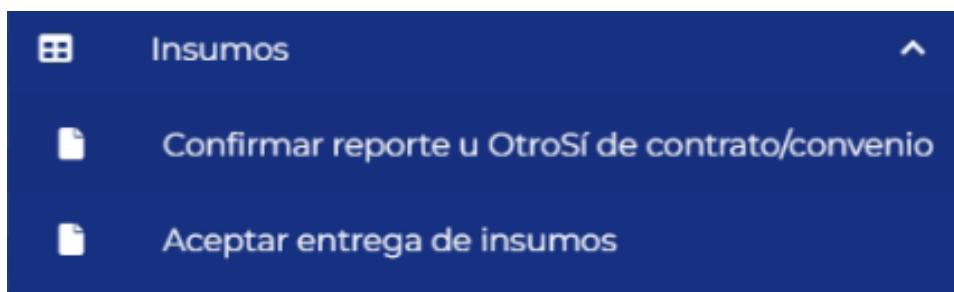 Insumos
Confirmar reporte u OtroSí de contrato/convenio
Aceptar entrega de insumos